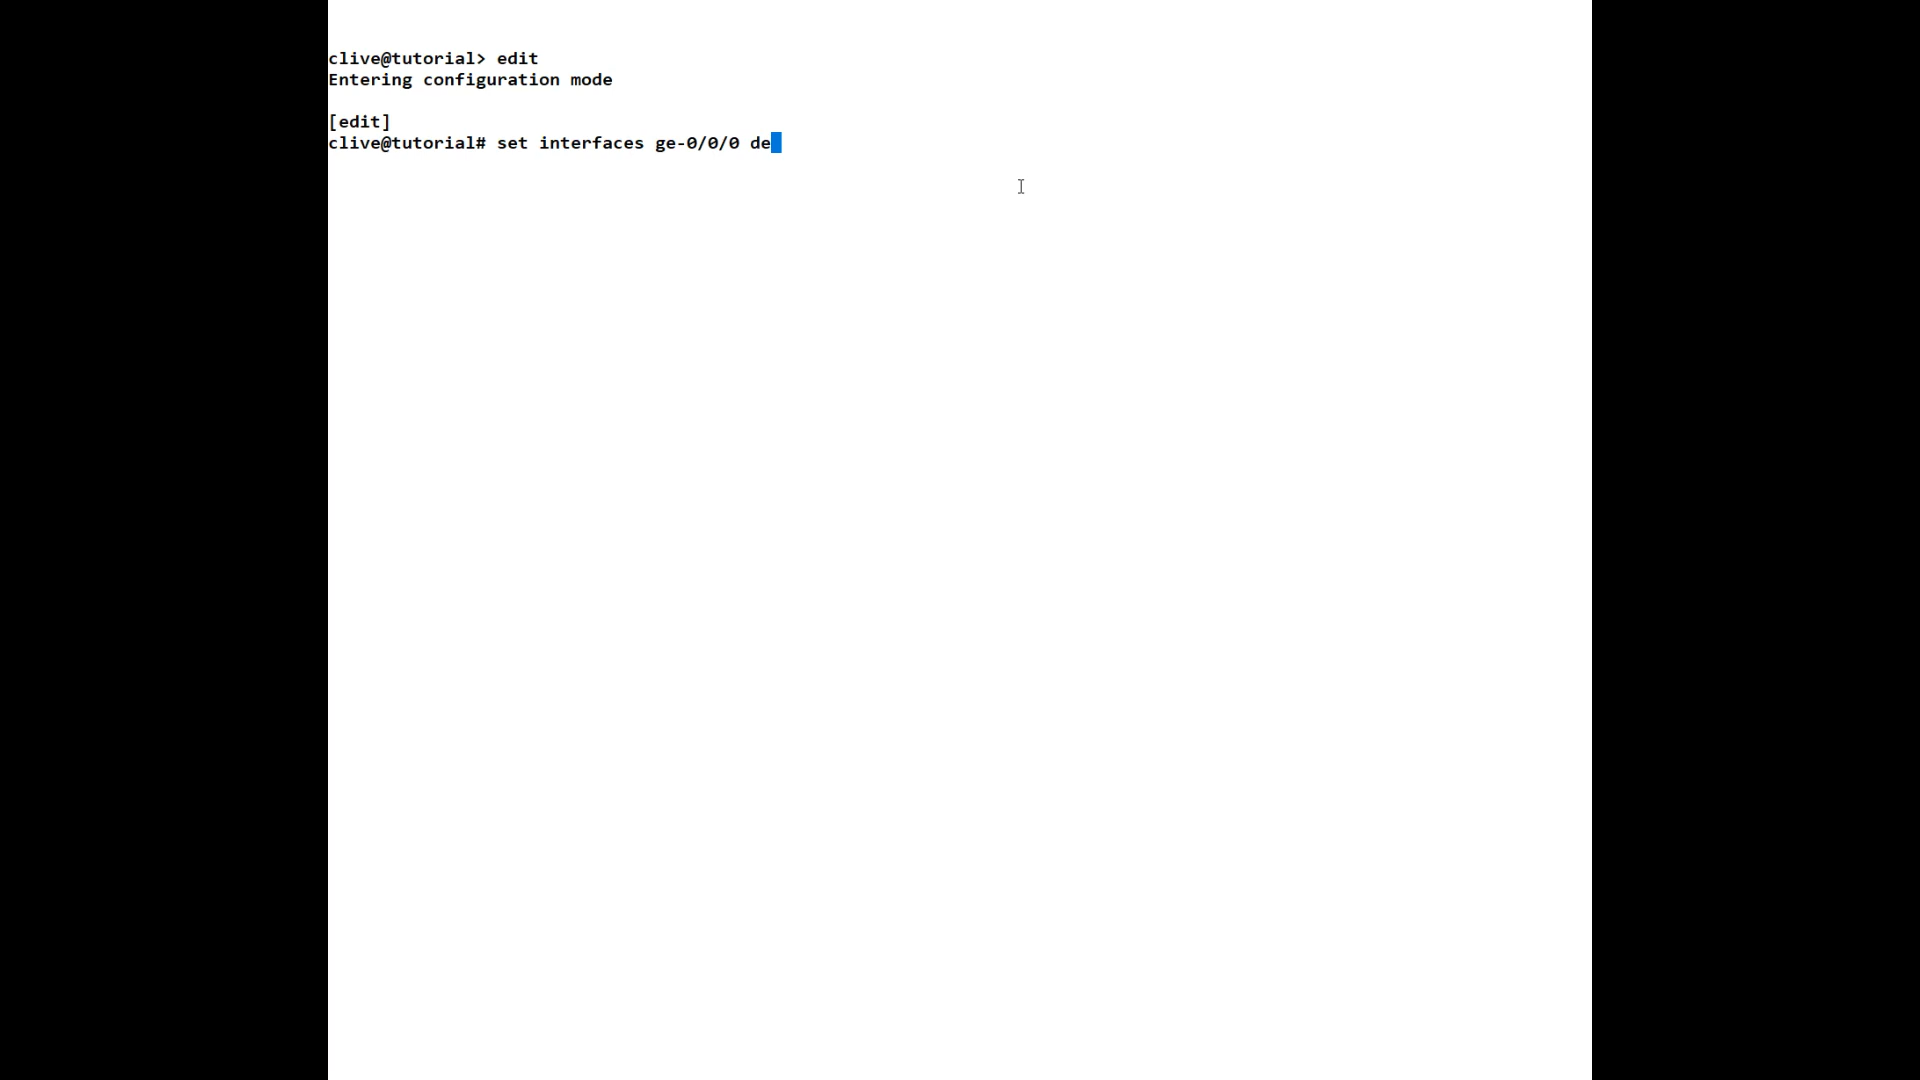 clive@tutorial> edit
Entering configuration mode
[edit]
clive@tutorial# set interfaces ge-0/0/0 de